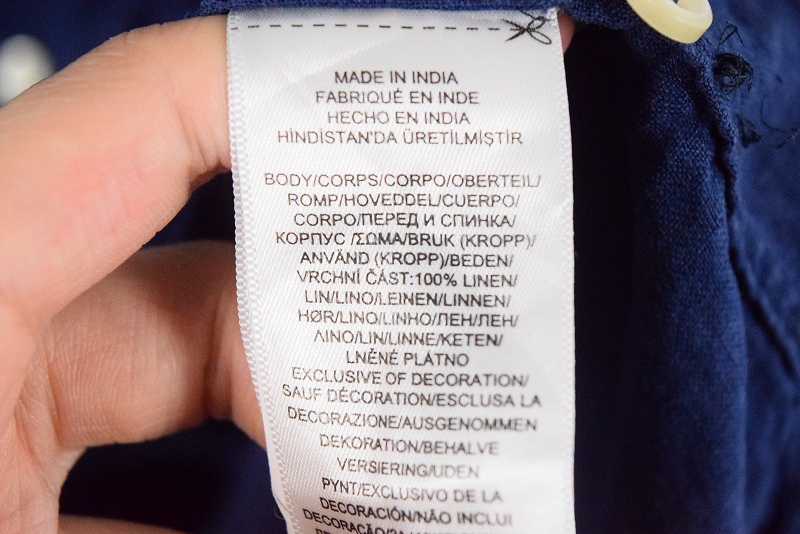 MADE IN INDIA
FABRIQUÉ EN INDE
HECHO EN INDIA
HİNDİSTAN'DA ÜRETİLMİŞTİR
BODY/CORPS/CORPO/OBERTEIL/
ROMP/HOVEDDEL/CUERPO/
CORPO/ПЕРЕД И СПИНКА/
КОРПУС /ΣΩΜΑ/BRUK (KROPP)/
ANVÄND (KROPP)/BEDEN/
VRCHNÍ ČÁST:100% LINEN/
LIN/LINO/LEINEN/LINNEN/
HØR/LINO/LINHO/ЛЕН/ЛЕН/
ΛΙΝΟ/LIN/LINNE/KETEN/
LNĚNÉ PLÁTNO
EXCLUSIVE OF DECORATION/
SAUF DÉCORATION/ESCLUSA LA
DECORAZIONE/AUSGENOMMEN
DEKORATION/BEHALVE
VERSIERING/UDEN
PYNT/EXCLUSIVO DE LA
DECORACIÓN/NÃO INCLUI
DECORAÇÃO/